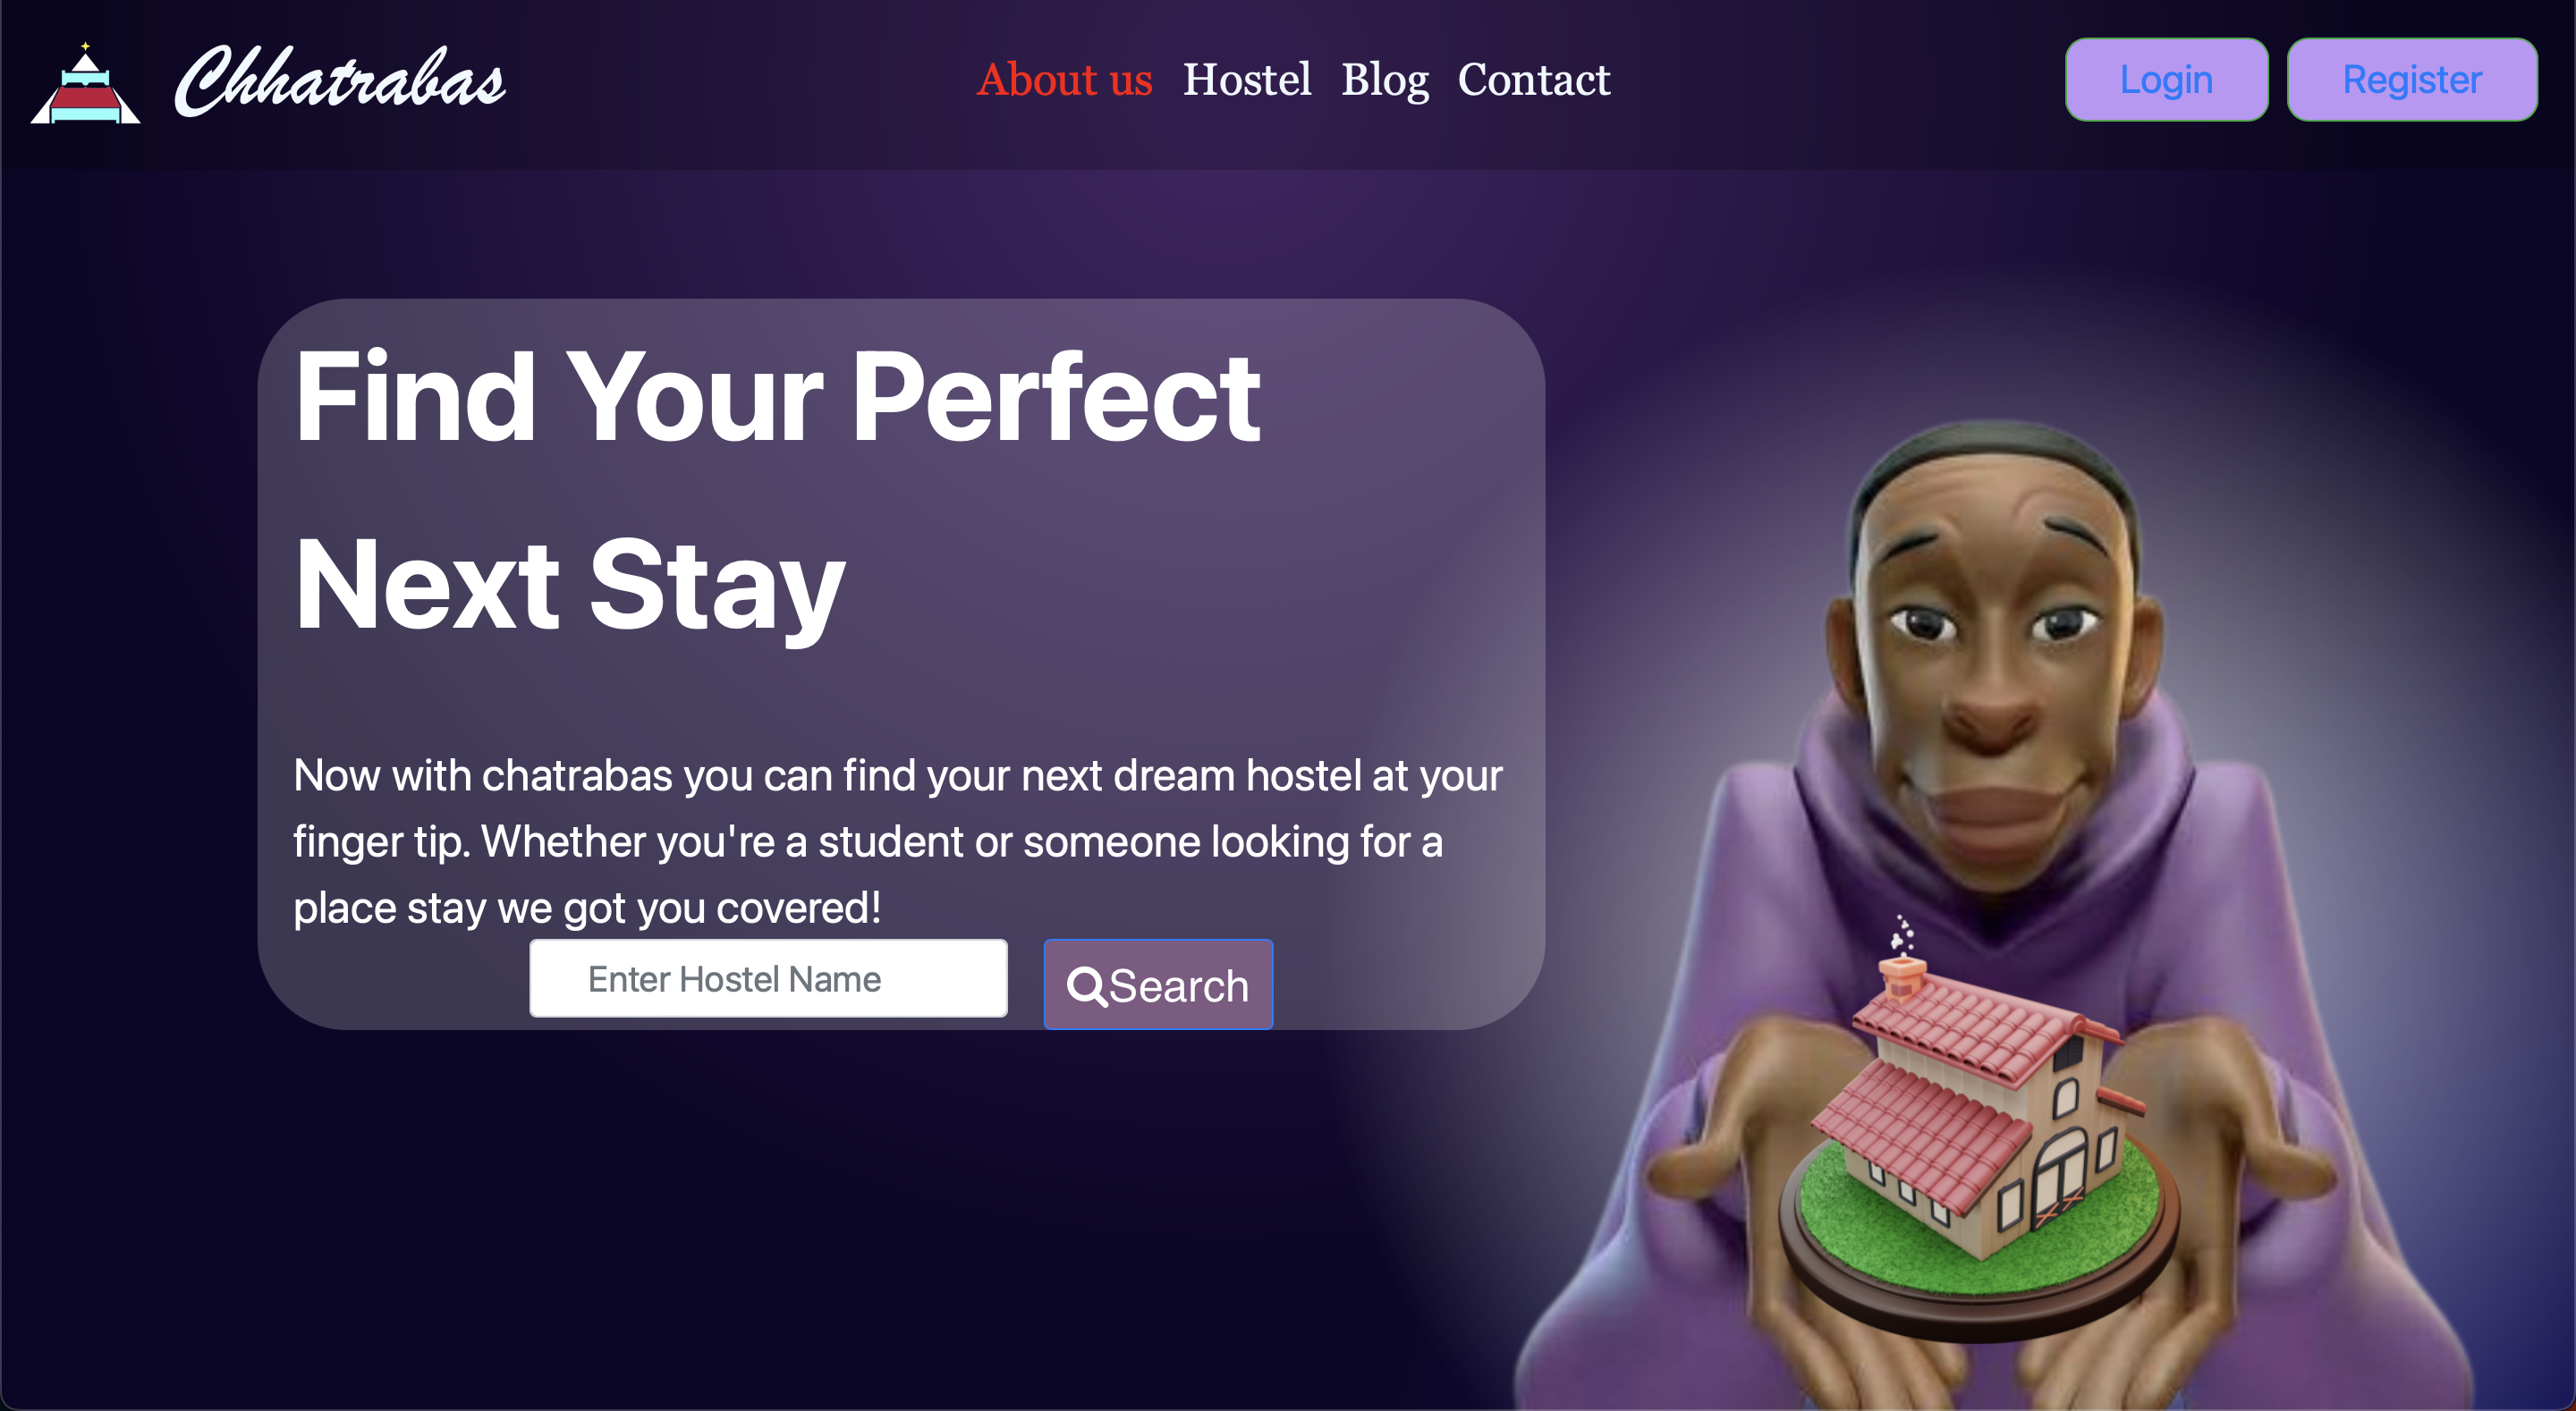 Chhatrabas
About us Hostel Blog Contact
Login Register
Find Your Perfect
Next Stay
Now with chatrabas you can find your next dream hostel at your
finger tip. Whether you're a student or someone looking for a
place stay we got you covered!
Enter Hostel Name Search